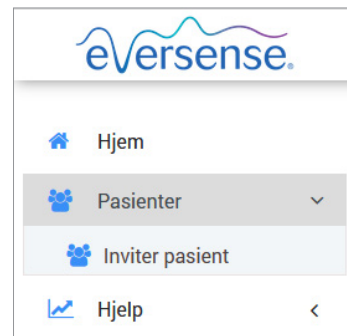 eversense.
Hjem
Pasienter
Inviter pasient
Hjelp